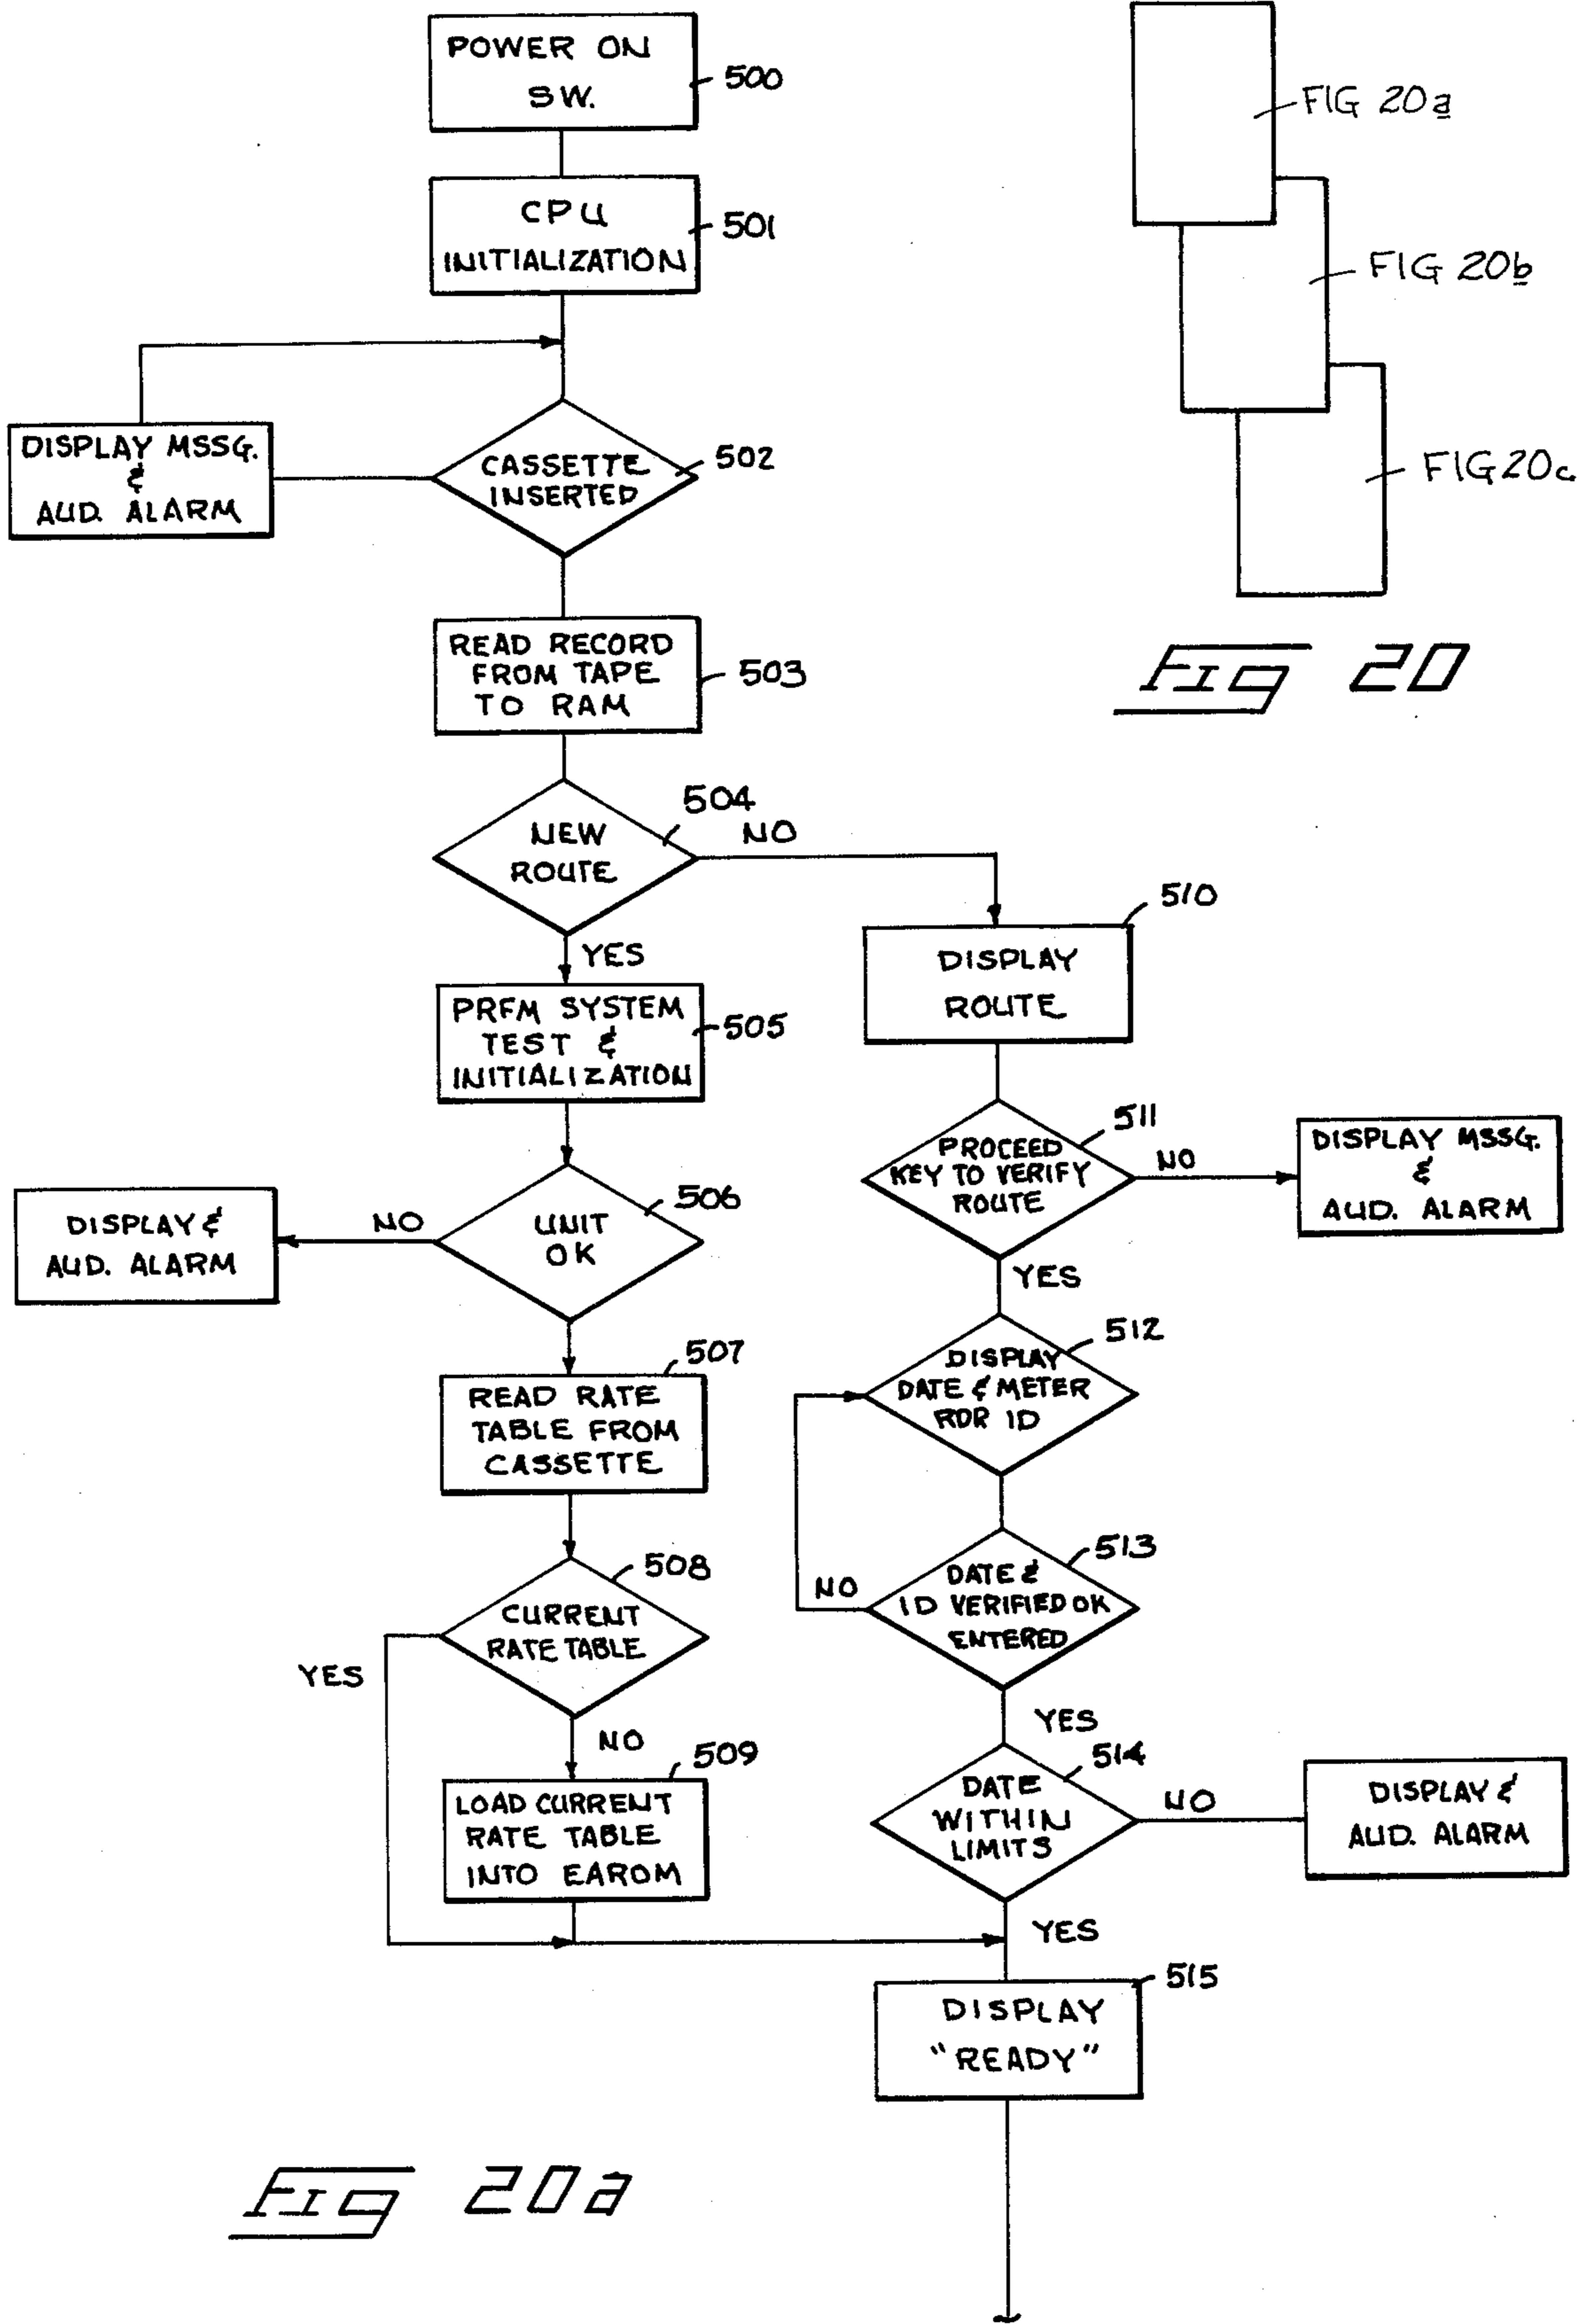 POWER ON
SW.
500
CPU
INITIALIZATION
501
DISPLAY MSSG.
&
AUD. ALARM
CASSETTE
INSERTED
502
READ RECORD
FROM TAPE
TO RAM
503
NEW
ROUTE
504
NO
YES
PRFM SYSTEM
TEST &
INITIALIZATION
505
UNIT
OK
506
NO
DISPLAY &
AUD. ALARM
READ RATE
TABLE FROM
CASSETTE
507
CURRENT
RATE TABLE
508
YES
NO
LOAD CURRENT
RATE TABLE
INTO EAROM
509
DISPLAY
ROUTE
510
PROCEED
KEY TO VERIFY
ROUTE
511
NO
DISPLAY MSSG.
&
AUD. ALARM
YES
DISPLAY
DATE & METER
RDR ID
512
DATE &
ID VERIFIED OK
ENTERED
513
NO
YES
DATE
WITHIN
LIMITS
514
NO
DISPLAY &
AUD. ALARM
YES
DISPLAY
"READY"
515
FIG 20a
FIG 20b
FIG 20c
FIG 20
FIG 20a